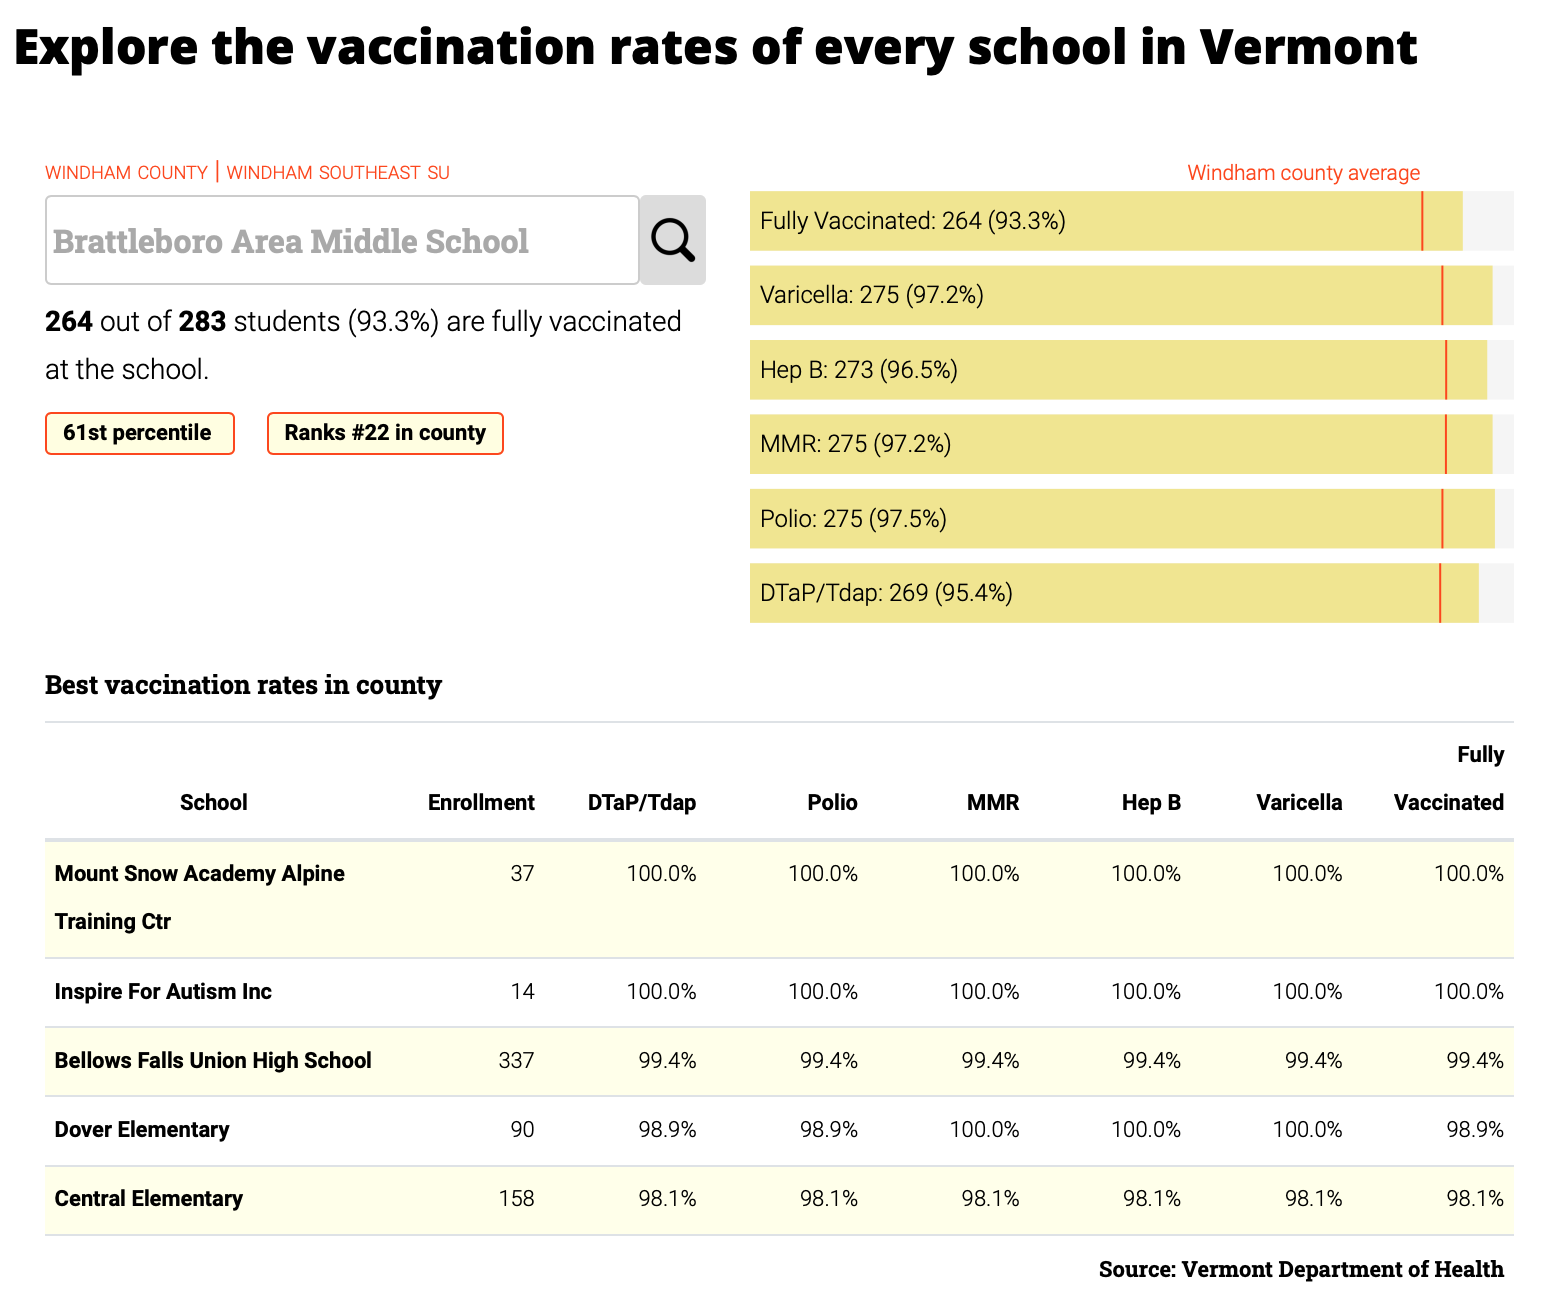 Explore the vaccination rates of every school in Vermont
WINDHAM COUNTY | WINDHAM SOUTHEAST SU
Brattleboro Area Middle School
264 out of 283 students (93.3%) are fully vaccinated
at the school.
61st percentile
Ranks #22 in county
Windham county average
Fully Vaccinated: 264 (93.3%)
Varicella: 275 (97.2%)
Hep B: 273 (96.5%)
MMR: 275 (97.2%)
Polio: 275 (97.5%)
DTaP/Tdap: 269 (95.4%)
Best vaccination rates in county
School Enrollment DTaP/Tdap Polio MMR Hep B Varicella Fully Vaccinated
Mount Snow Academy Alpine Training Ctr 37 100.0% 100.0% 100.0% 100.0% 100.0% 100.0%
Inspire For Autism Inc 14 100.0% 100.0% 100.0% 100.0% 100.0% 100.0%
Bellows Falls Union High School 337 99.4% 99.4% 99.4% 99.4% 99.4% 99.4%
Dover Elementary 90 98.9% 98.9% 100.0% 100.0% 100.0% 98.9%
Central Elementary 158 98.1% 98.1% 98.1% 98.1% 98.1% 98.1%
Source: Vermont Department of Health